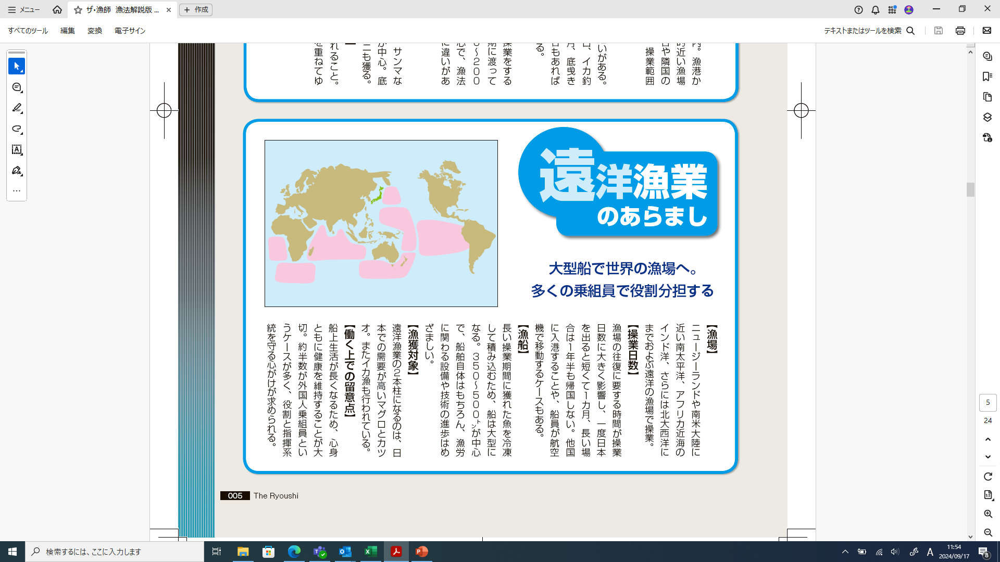 メニュー
ザ・漁師 漁法解説版 ...
作成
すべてのツール
編集
変換
電子サイン
テキストまたはツールを検索
内。漁港か
的近い漁場
日や隣国の
操業範囲
いがある。
日、イカ釣
月、底曳き
日もあれば
る。
操業をする
期に渡って
〜200
心で、漁法
に違いがあ
サンマな
が中心。底
ニも獲る。
れること。
を重ねてゆ
遠洋漁業
のあらまし
大型船で世界の漁場へ。
多くの乗組員で役割分担する
【漁場】
ニュージーランドや南米大陸に
近い南太平洋、アフリカ近海の
インド洋、さらには北大西洋に
までおよぶ遠洋の漁場で操業。
【操業日数】
漁場の往復に要する時間が操業
日数に大きく影響し、一度日本
を出ると短くて1カ月、長い場
合は1年半も帰国しない。他国
に入港することや、船員が航空
機で移動するケースもある。
【漁船】
長い操業期間に獲れた魚を冷凍
して積み込むため、船は大型に
なる。350〜500トンが中心
で、船舶自体はもちろん、漁労
に関わる設備や技術の進歩はめ
ざましい。
【漁獲対象】
遠洋漁業の2本柱になるのは、日
本での需要が高いマグロとカツ
オ。またイカ漁も行われている。
【働く上での留意点】
船上生活が長くなるため、心身
ともに健康を維持することが大
切。約半数が外国人乗組員とい
うケースが多く、役割と指揮系
統を守る心がけが求められる。
005 The Ryoushi
5
24
検索するには、ここに入力します
A
11:54
2024/09/17
8